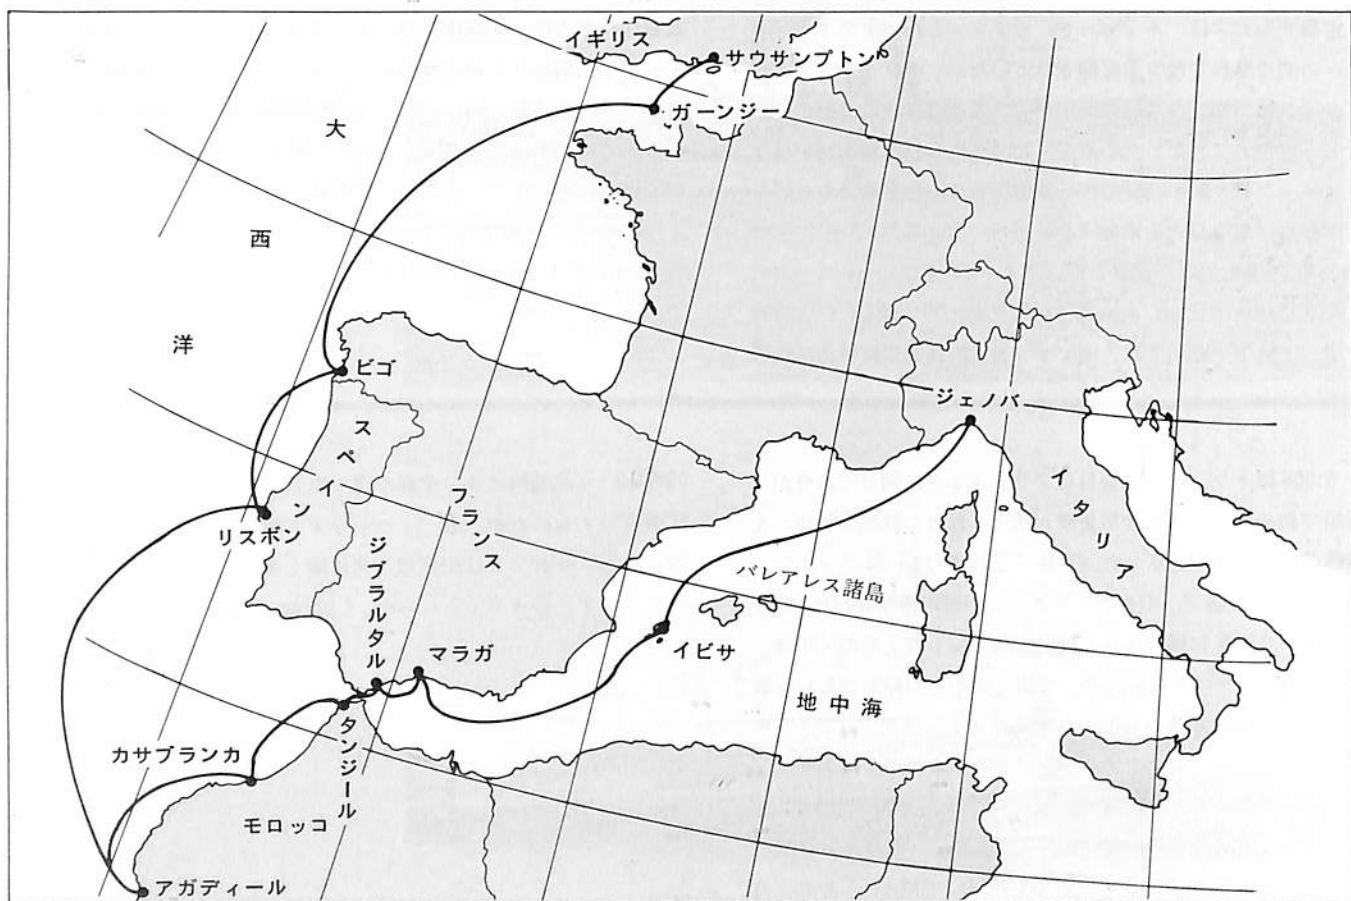 イギリス
サウサンプトン
ガーンジー
大西洋
ビゴ
スペイン
フランス
リスボン
ジブラルタル
ジェノバ
イタリア
バレアレス諸島
イビサ
マラガ
地中海
タンジール
カサブランカ
モロッコ
アガディール